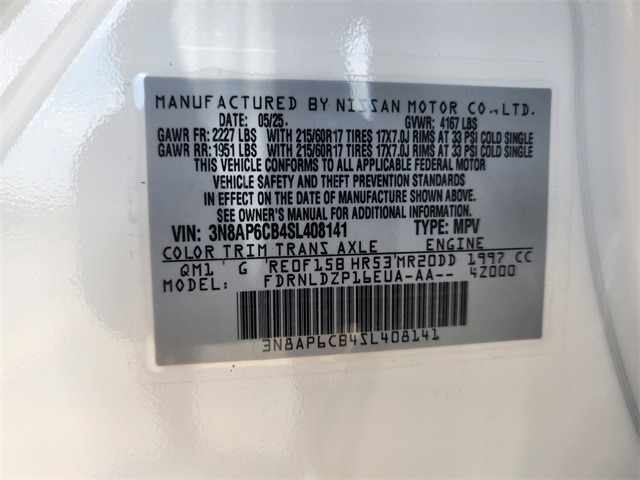 MANUFACTURED BY NISSAN MOTOR CO.,LTD.
DATE: 05/25. GVWR: 4167 LBS
GAWR FR: 2227 LBS WITH 215/60R17 TIRES 17X7.0J RIMS AT 33 PSI COLD SINGLE
GAWR RR: 1951 LBS WITH 215/60R17 TIRES 17X7.0J RIMS AT 33 PSI COLD SINGLE
THIS VEHICLE CONFORMS TO ALL APPLICABLE FEDERAL MOTOR
VEHICLE SAFETY AND THEFT PREVENTION STANDARDS
IN EFFECT ON THE DATE OF MANUFACTURE SHOWN ABOVE.
SEE OWNER'S MANUAL FOR ADDITIONAL INFORMATION.
VIN: 3N8AP6CB4SL408141 TYPE: MPV
COLOR TRIM TRANS AXLE ENGINE
QM1 G RE0F15B HR53 MR20DD 1997 CC
MODEL: FDRNLDZP16EUA-AA-- 4Z000
3N8AP6CB4SL408141